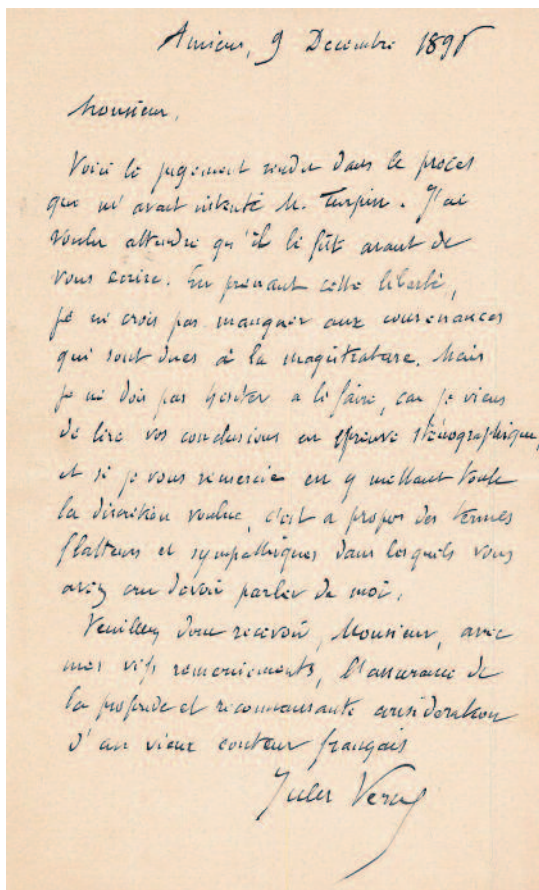 Amiens, 9 Decembre 1896
Monsieur,
Voici le jugement rendu dans le procès
que m'avait intenté M. Turpin. J'ai
voulu attendre qu'il le fût avant de
vous écrire. En prenant cette liberté,
je ne crois pas manquer aux convenances
qui sont dues à la magistrature. Mais
je ne dois pas hésiter a le faire, car je viens
de lire vos conclusions en épreuve sténographique,
et si je vous remercie en y mettant toute
la discrétion voulue, c'est a propos des termes
flatteurs et sympathiques dans lesquels vous
avez cru devoir parler de moi.
Veuillez donc recevoir, Monsieur, avec
mes vifs remerciements, l'assurance de
la profonde et reconnaissante considération
d'un vieux conteur français
Jules Verne